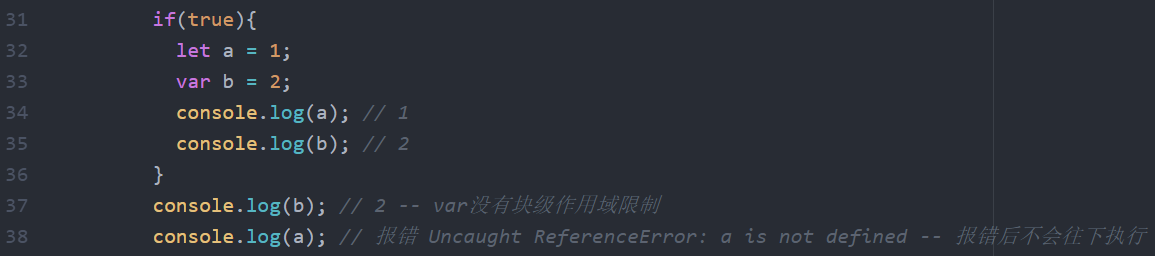 31 if(true){
32 let a = 1;
33 var b = 2;
34 console.log(a); // 1
35 console.log(b); // 2
36 }
37 console.log(b); // 2 -- var没有块级作用域限制
38 console.log(a); // 报错 Uncaught ReferenceError: a is not defined -- 报错后不会往下执行